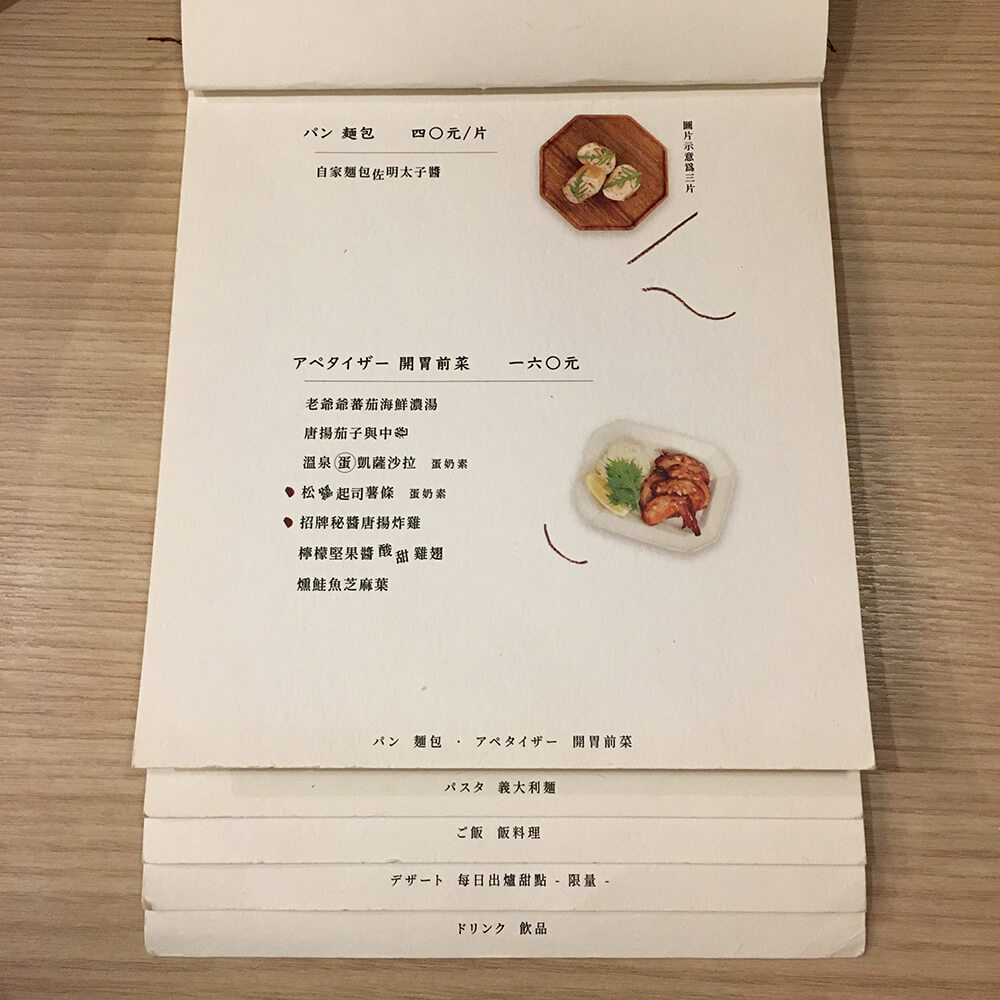 パン 麵包 四〇元/片
自家麵包佐明太子醬
圖片示意爲三片
アペタイザー 開胃前菜 一六〇元
老爺爺蕃茄海鮮濃湯
唐揚茄子與中卷
溫泉蛋凱薩沙拉 蛋奶素
松露起司薯條 蛋奶素
招牌秘醬唐揚炸雞
檸檬堅果醬酸甜雞翅
燻鮭魚芝麻葉
パン 麵包 · アペタイザー 開胃前菜
パスタ 義大利麵
ご飯 飯料理
デザート 每日出爐甜點 - 限量 -
ドリンク 飲品